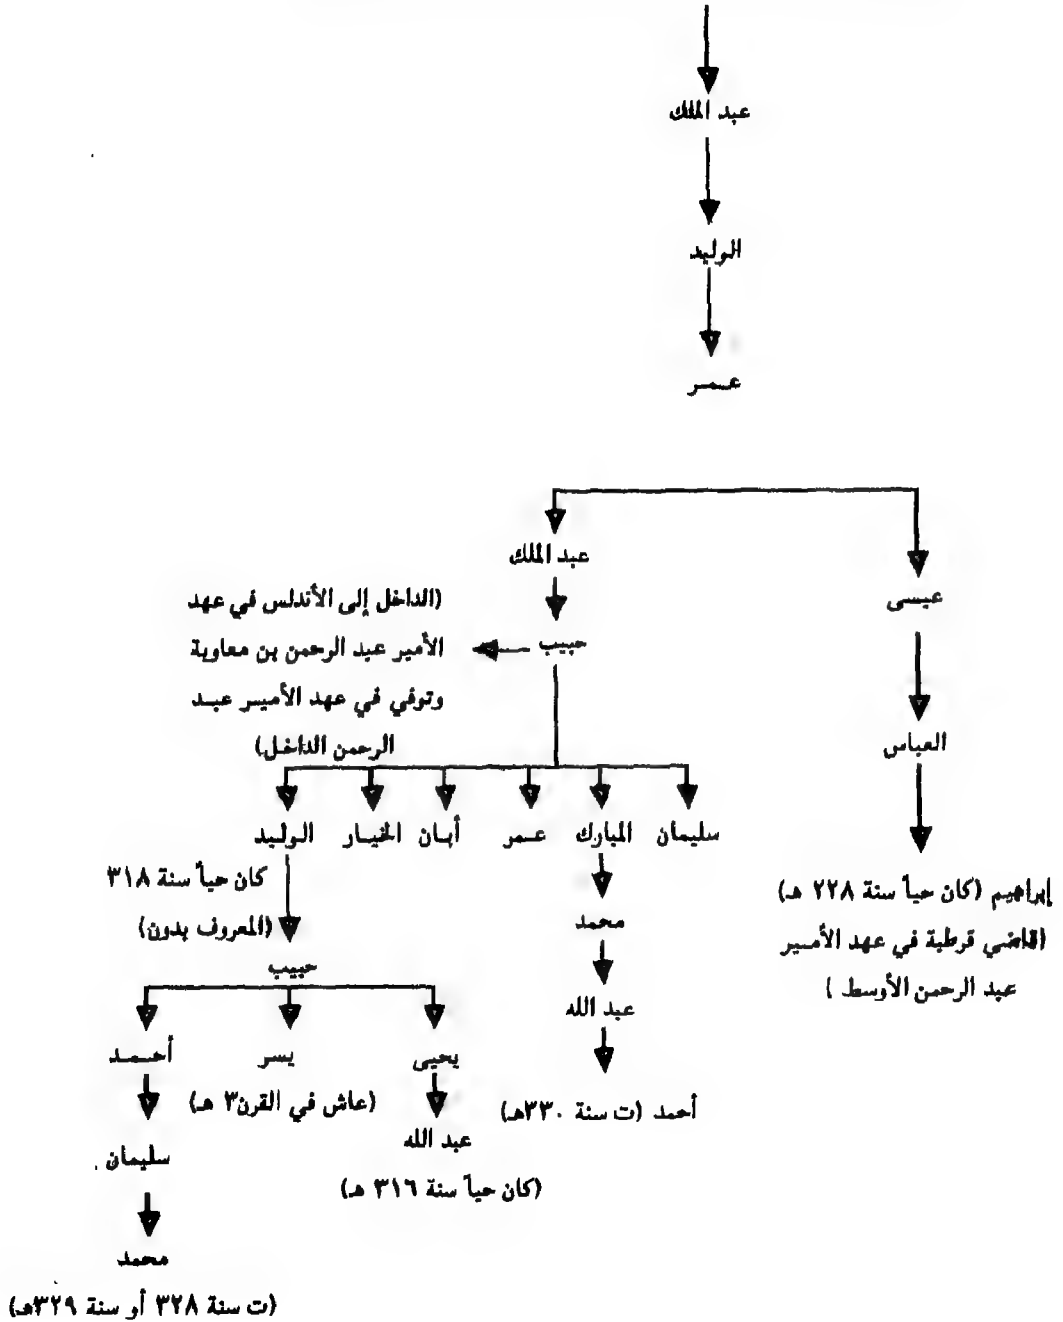 عبد الملك
الوليد
عمر
عبد الملك
عيسى
حبيب
(الداخل إلى الأندلس في عهد
الأمير عبد الرحمن بن معاوية
وتوفي في عهد الأمير عبد
الرحمن الداخل)
العباس
إبراهيم (كان حياً سنة ٢٢٨ هـ)
(قاضي قرطبة في عهد الأمير
عبد الرحمن الأوسط)
سليمان المبارك عمر أبان الخيار الوليد
كان حياً سنة ٣١٨
(المعروف بدون)
حبيب
محمد
عبد الله
أحمد (ت سنة ٣٣٠هـ)
يحيى يسر أحمد
(عاش في القرن٣ هـ)
عبد الله
(كان حياً سنة ٣١٦ هـ)
سليمان
محمد
(ت سنة ٣٢٨ أو سنة ٣٢٩هـ)